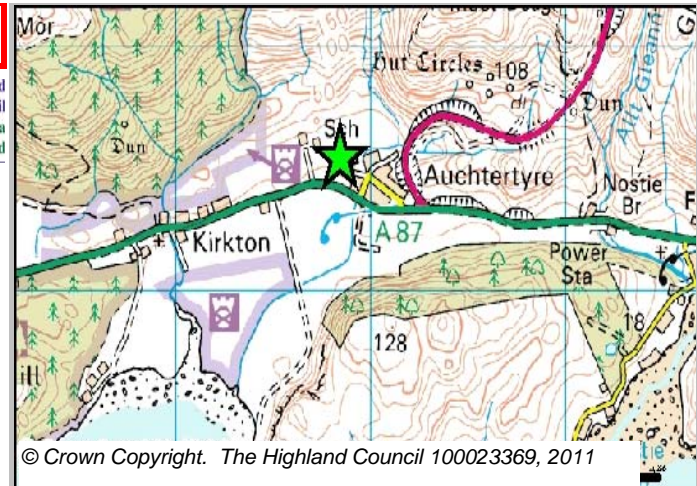 Mòr
Hut Circles
108
Dun
Allt Gleann
Dun
Sch
Auchtertyre
Nostie
Br
Kirkton
A 87
Power
Sta
18
128
ill
© Crown Copyright. The Highland Council 100023369, 2011